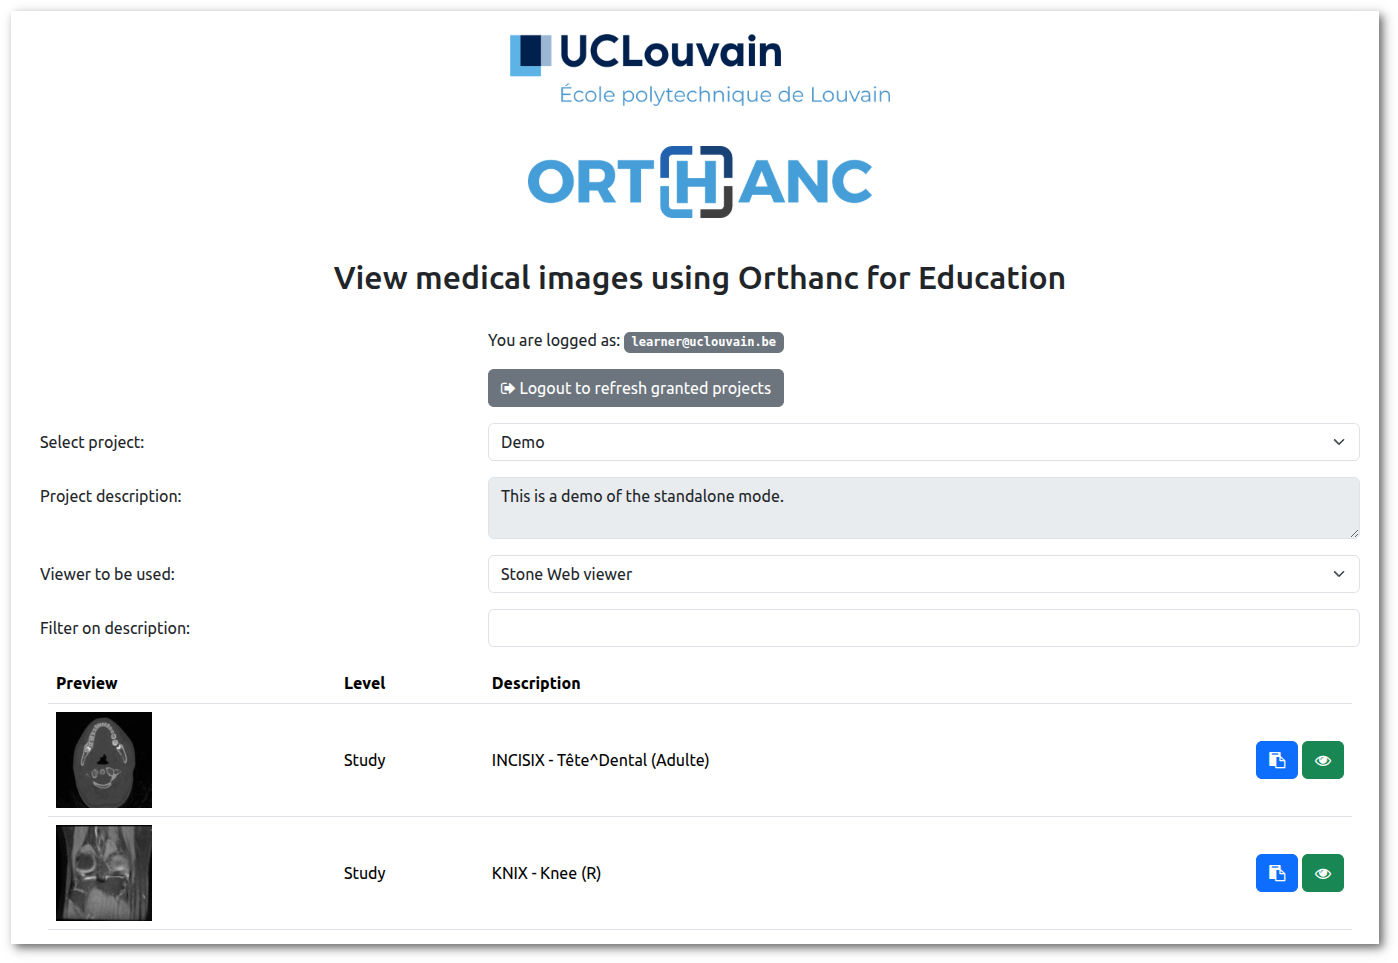 UCLouvain
École polytechnique de Louvain
ORTHANC
View medical images using Orthanc for Education
You are logged as: learner@uclouvain.be
Logout to refresh granted projects
Select project: Demo
Project description: This is a demo of the standalone mode.
Viewer to be used: Stone Web viewer
Filter on description:
Preview Level Description
Study INCISIX - Tête^Dental (Adulte)
Study KNIX - Knee (R)